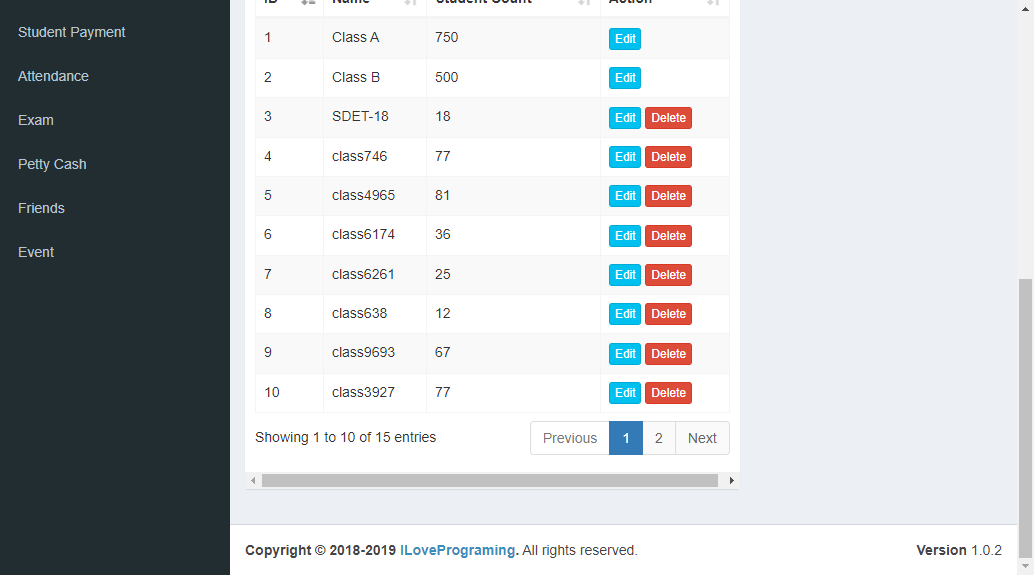 ID Name Student Count Action
Student Payment
1 Class A 750 Edit
Attendance
2 Class B 500 Edit
Exam
3 SDET-18 18 Edit Delete
Petty Cash
4 class746 77 Edit Delete
Friends
5 class4965 81 Edit Delete
Event
6 class6174 36 Edit Delete
7 class6261 25 Edit Delete
8 class638 12 Edit Delete
9 class9693 67 Edit Delete
10 class3927 77 Edit Delete
Showing 1 to 10 of 15 entries Previous 1 2 Next
Copyright © 2018-2019 ILovePrograming. All rights reserved. Version 1.0.2